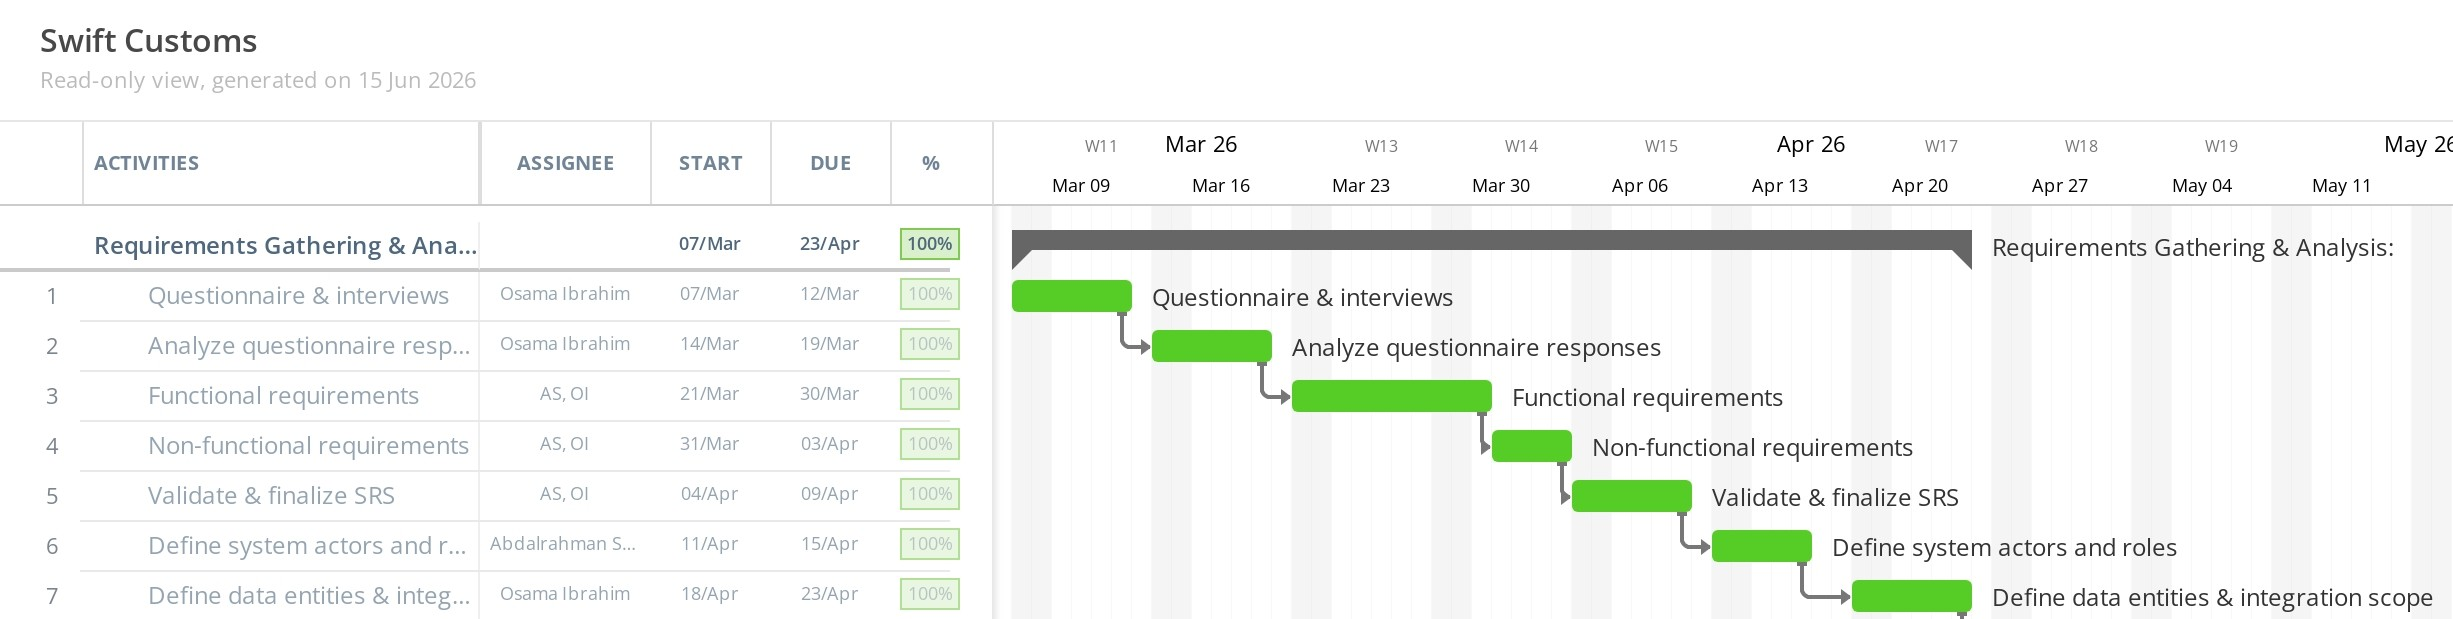 Swift Customs
Read-only view, generated on 15 Jun 2026
ACTIVITIES ASSIGNEE START DUE %
W11 Mar 26 W13 W14 W15 Apr 26 W17 W18 W19 May 26
Mar 09 Mar 16 Mar 23 Mar 30 Apr 06 Apr 13 Apr 20 Apr 27 May 04 May 11
Requirements Gathering & Ana... 07/Mar 23/Apr 100% Requirements Gathering & Analysis:
1 Questionnaire & interviews Osama Ibrahim 07/Mar 12/Mar 100% Questionnaire & interviews
2 Analyze questionnaire resp... Osama Ibrahim 14/Mar 19/Mar 100% Analyze questionnaire responses
3 Functional requirements AS, OI 21/Mar 30/Mar 100% Functional requirements
4 Non-functional requirements AS, OI 31/Mar 03/Apr 100% Non-functional requirements
5 Validate & finalize SRS AS, OI 04/Apr 09/Apr 100% Validate & finalize SRS
6 Define system actors and r... Abdalrahman S... 11/Apr 15/Apr 100% Define system actors and roles
7 Define data entities & integ... Osama Ibrahim 18/Apr 23/Apr 100% Define data entities & integration scope